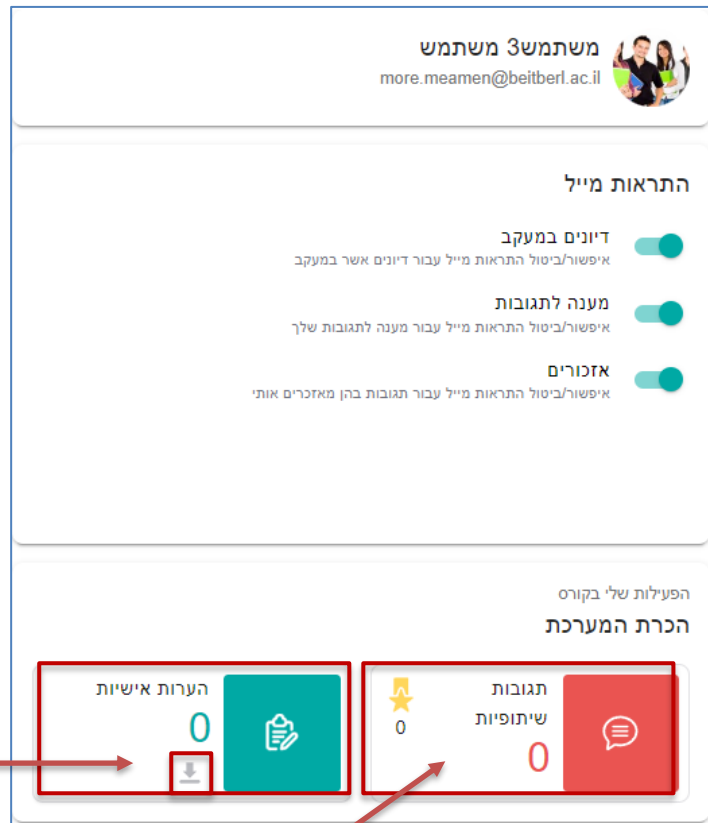 משתמש3 משתמש
more.meamen@beitberl.ac.il
התראות מייל
דיונים במעקב
איפשור/ביטול התראות מייל עבור דיונים אשר במעקב
מענה לתגובות
איפשור/ביטול התראות מייל עבור מענה לתגובות שלך
אזכורים
איפשור/ביטול התראות מייל עבור תגובות בהן מאזכרים אותי
הפעילות שלי בקורס
הכרת המערכת
תגובות
שיתופיות
0
0
הערות אישיות
0